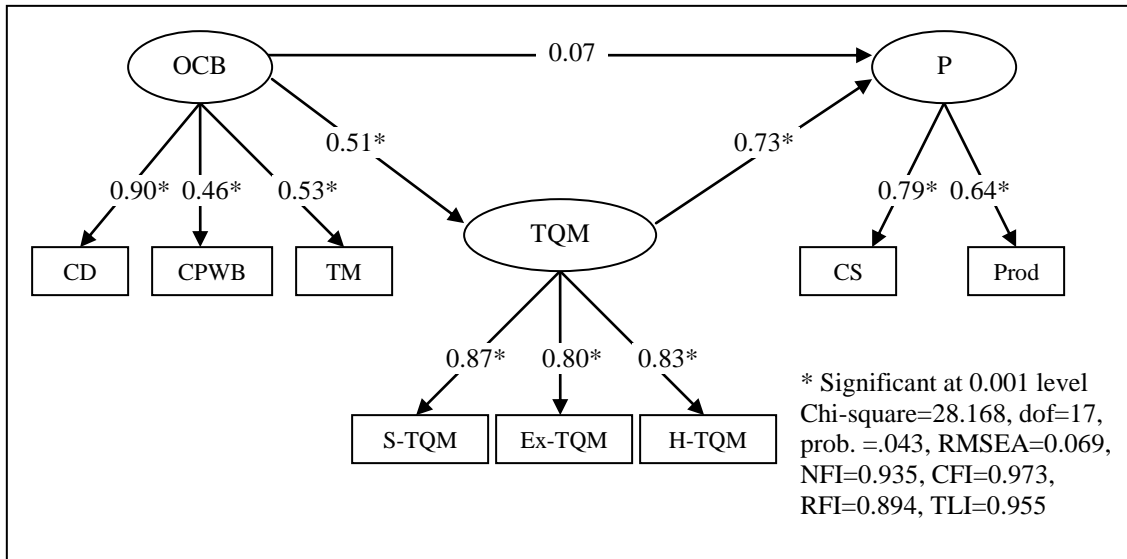 OCB
0.07
P
0.51*
0.73*
0.90*
0.46*
0.53*
0.79*
0.64*
TQM
CD
CPWB
TM
CS
Prod
0.87*
0.80*
0.83*
S-TQM
Ex-TQM
H-TQM
* Significant at 0.001 level
Chi-square=28.168, dof=17,
prob. =.043, RMSEA=0.069,
NFI=0.935, CFI=0.973,
RFI=0.894, TLI=0.955